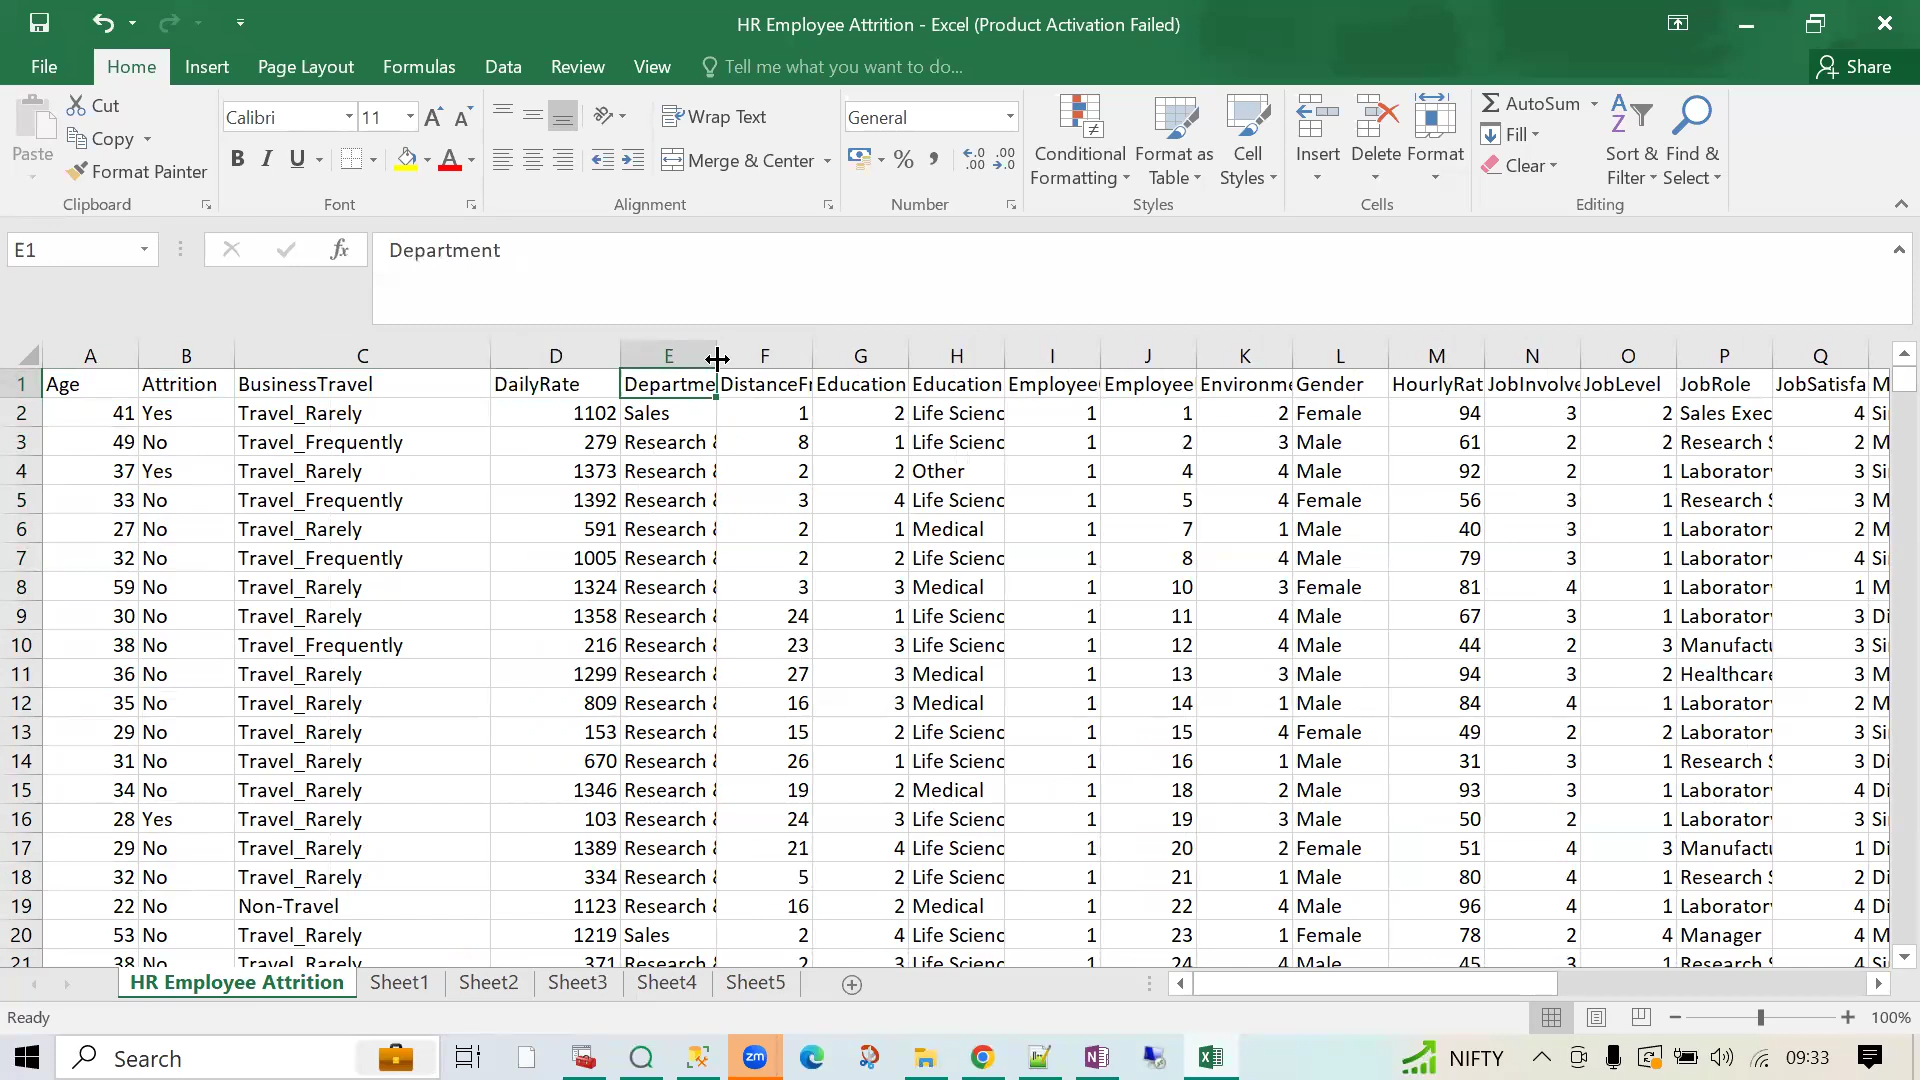 HR Employee Attrition - Excel (Product Activation Failed)
File Home Insert Page Layout Formulas Data Review View Tell me what you want to do... Share
Paste Cut Copy Format Painter Clipboard
Calibri 11 B I U Font
Wrap Text Merge & Center Alignment
General % , .00 Number
Conditional Formatting Format as Table Cell Styles Styles
Insert Delete Format Cells
AutoSum Fill Clear Sort & Filter Find & Select Editing
E1 fx Department
A B C D E F G H I J K L M N O P Q
1 Age Attrition BusinessTravel DailyRate Departme DistanceFr Education Education Employee Employee Environme Gender HourlyRat JobInvolve JobLevel JobRole JobSatisfa M
2 41 Yes Travel_Rarely 1102 Sales 1 2 Life Scienc 1 1 2 Female 94 3 2 Sales Exec 4 Si
3 49 No Travel_Frequently 279 Research & 8 1 Life Scienc 1 2 3 Male 61 2 2 Research S 2 M
4 37 Yes Travel_Rarely 1373 Research & 2 2 Other 1 4 4 Male 92 2 1 Laboratory 3 Si
5 33 No Travel_Frequently 1392 Research & 3 4 Life Scienc 1 5 4 Female 56 3 1 Research S 3 M
6 27 No Travel_Rarely 591 Research & 2 1 Medical 1 7 1 Male 40 3 1 Laboratory 2 M
7 32 No Travel_Frequently 1005 Research & 2 2 Life Scienc 1 8 4 Male 79 3 1 Laboratory 4 Si
8 59 No Travel_Rarely 1324 Research & 3 3 Medical 1 10 3 Female 81 4 1 Laboratory 1 M
9 30 No Travel_Rarely 1358 Research & 24 1 Life Scienc 1 11 4 Male 67 3 1 Laboratory 3 Di
10 38 No Travel_Frequently 216 Research & 23 3 Life Scienc 1 12 4 Male 44 2 3 Manufactu 3 Si
11 36 No Travel_Rarely 1299 Research & 27 3 Medical 1 13 3 Male 94 3 2 Healthcare 3 M
12 35 No Travel_Rarely 809 Research & 16 3 Medical 1 14 1 Male 84 4 1 Laboratory 2 M
13 29 No Travel_Rarely 153 Research & 15 2 Life Scienc 1 15 4 Female 49 2 2 Laboratory 3 Si
14 31 No Travel_Rarely 670 Research & 26 1 Life Scienc 1 16 1 Male 31 3 1 Research S 3 Di
15 34 No Travel_Rarely 1346 Research & 19 2 Medical 1 18 2 Male 93 3 1 Laboratory 4 Di
16 28 Yes Travel_Rarely 103 Research & 24 3 Life Scienc 1 19 3 Male 50 2 1 Laboratory 3 Si
17 29 No Travel_Rarely 1389 Research & 21 4 Life Scienc 1 20 2 Female 51 4 3 Manufactu 1 Di
18 32 No Travel_Rarely 334 Research & 5 2 Life Scienc 1 21 1 Male 80 4 1 Research S 2 Di
19 22 No Non-Travel 1123 Research & 16 2 Medical 1 22 4 Male 96 4 1 Laboratory 4 Di
20 53 No Travel_Rarely 1219 Sales 2 4 Life Scienc 1 23 1 Female 78 2 4 Manager 4 M
21 38 No Travel_Rarely 371 Research & 2 3 Life Scienc 1 24 4 Male 45 3 1 Research S 4 Si
HR Employee Attrition Sheet1 Sheet2 Sheet3 Sheet4 Sheet5
Ready 100%
Search zm NIFTY 09:33